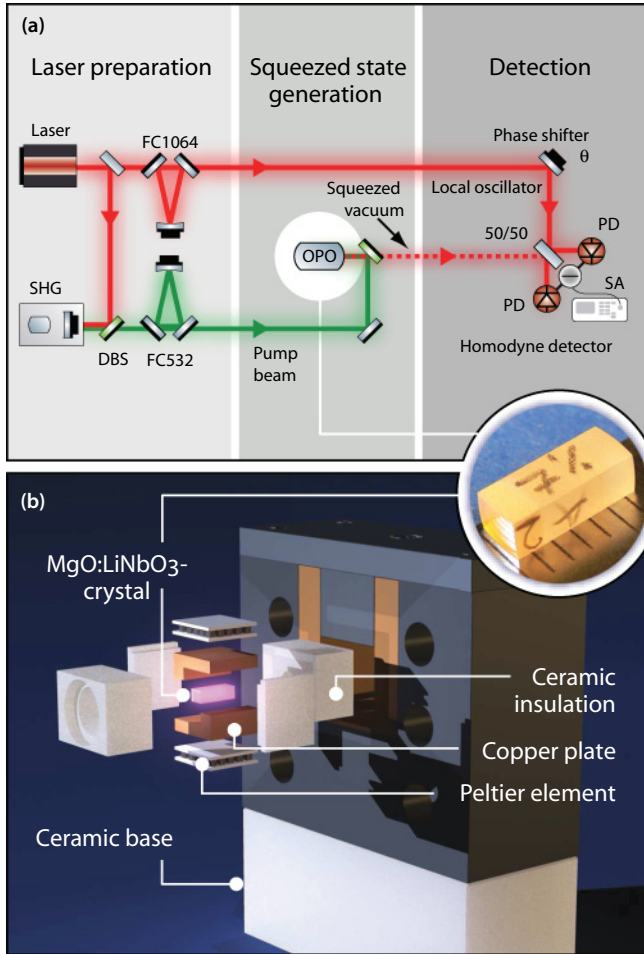 (a)
Laser preparation
Squeezed state
generation
Detection
Laser
FC1064
Phase shifter
θ
Squeezed
vacuum
Local oscillator
50/50
PD
OPO
SHG
SA
PD
DBS
FC532
Pump
beam
Homodyne detector
(b)
MgO:LiNbO3-
crystal
Ceramic
insulation
Copper plate
Peltier element
Ceramic base